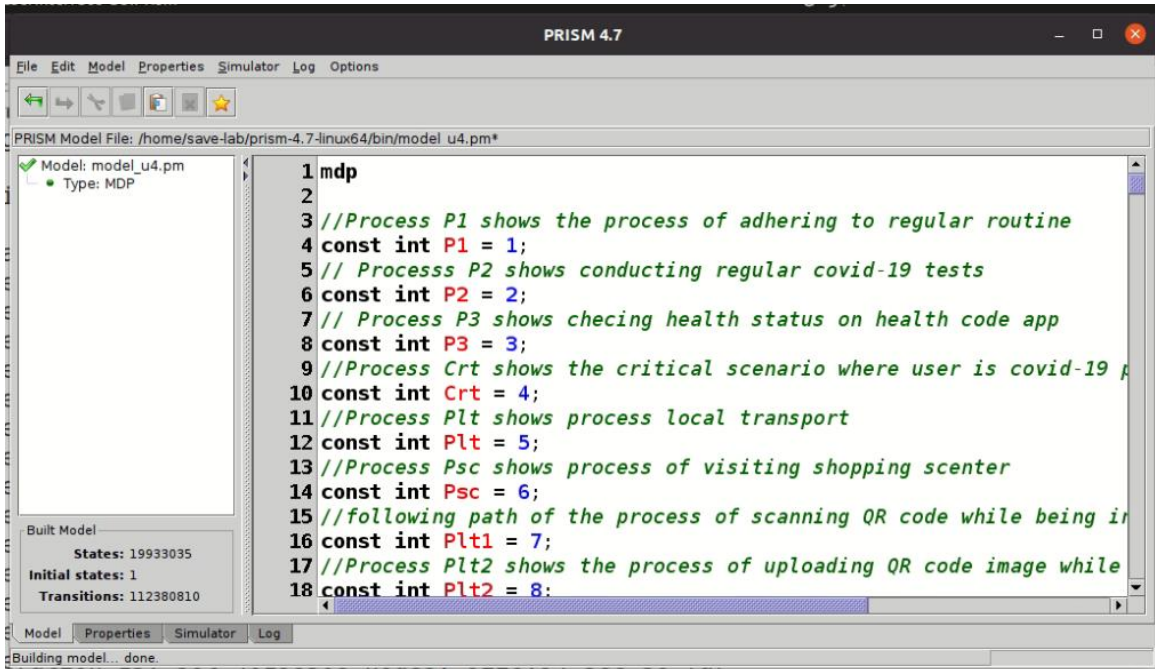 PRISM 4.7
File Edit Model Properties Simulator Log Options
PRISM Model File: /home/save-lab/prism-4.7-linux64/bin/model_u4.pm*
Model: model_u4.pm
Type: MDP
1 mdp
2
3 //Process P1 shows the process of adhering to regular routine
4 const int P1 = 1;
5 // Processs P2 shows conducting regular covid-19 tests
6 const int P2 = 2;
7 // Process P3 shows checing health status on health code app
8 const int P3 = 3;
9 //Process Crt shows the critical scenario where user is covid-19
10 const int Crt = 4;
11 //Process Plt shows process local transport
12 const int Plt = 5;
13 //Process Psc shows process of visiting shopping scenter
14 const int Psc = 6;
15 //following path of the process of scanning QR code while being
16 const int Plt1 = 7;
17 //Process Plt2 shows the process of uploading QR code image while
18 const int Plt2 = 8;
Built Model
States: 19933035
Initial states: 1
Transitions: 112380810
Model Properties Simulator Log
Building model... done.